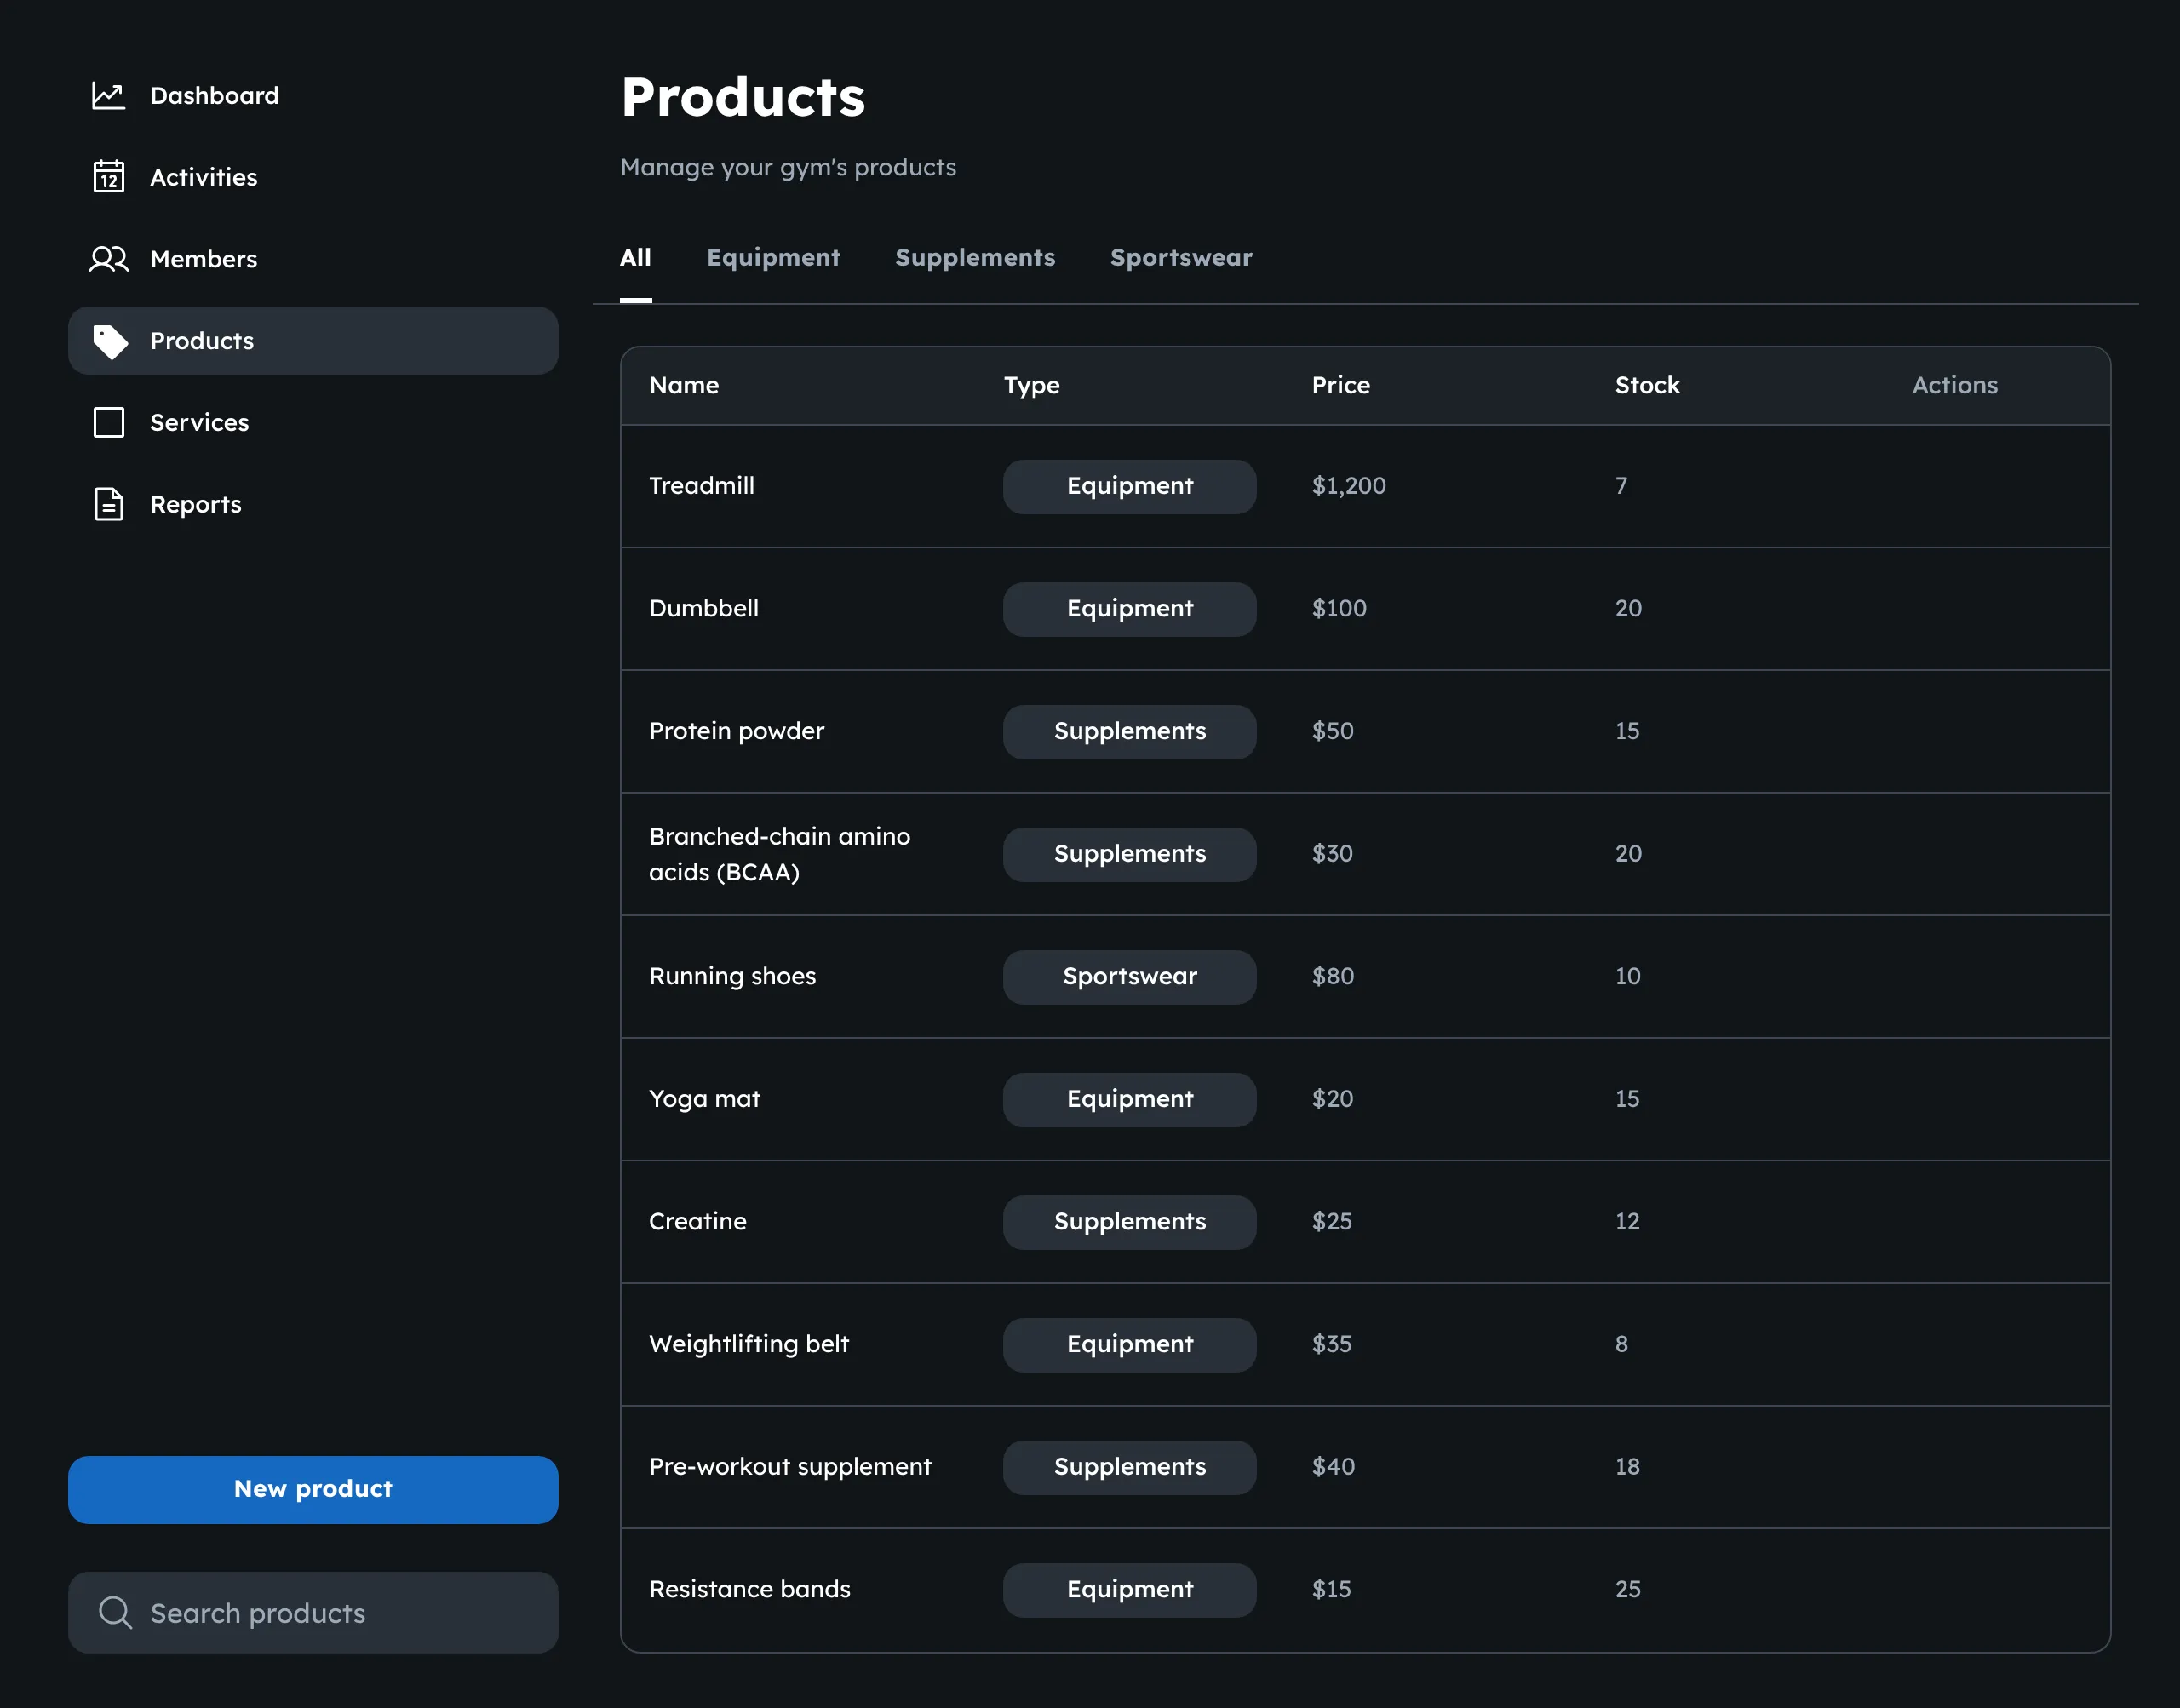 Dashboard
12
Activities
Members
Products
Services
Reports
New product
Search products
Products
Manage your gym's products
All Equipment Supplements Sportswear
Name Type Price Stock Actions
Treadmill Equipment $1,200 7
Dumbbell Equipment $100 20
Protein powder Supplements $50 15
Branched-chain amino
acids (BCAA) Supplements $30 20
Running shoes Sportswear $80 10
Yoga mat Equipment $20 15
Creatine Supplements $25 12
Weightlifting belt Equipment $35 8
Pre-workout supplement Supplements $40 18
Resistance bands Equipment $15 25